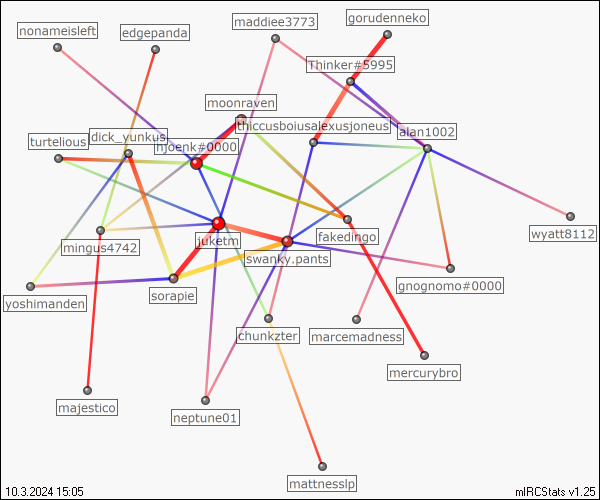 gorudenneko
maddiee3773
nonameisleft
edgepanda
Thinker#5995
moonraven
thiccusboiusalexusjoneus
alan1002
dick_yunkus
turtelious
hjoenk#0000
wyatt8112
fakedingo
juketm
mingus4742
swanky.pants
gnognomo#0000
sorapie
yoshimanden
chunkzter
marcemadness
mercurybro
majestico
neptune01
mattnesslp
10.3.2024 15:05
mIRCStats v1.25